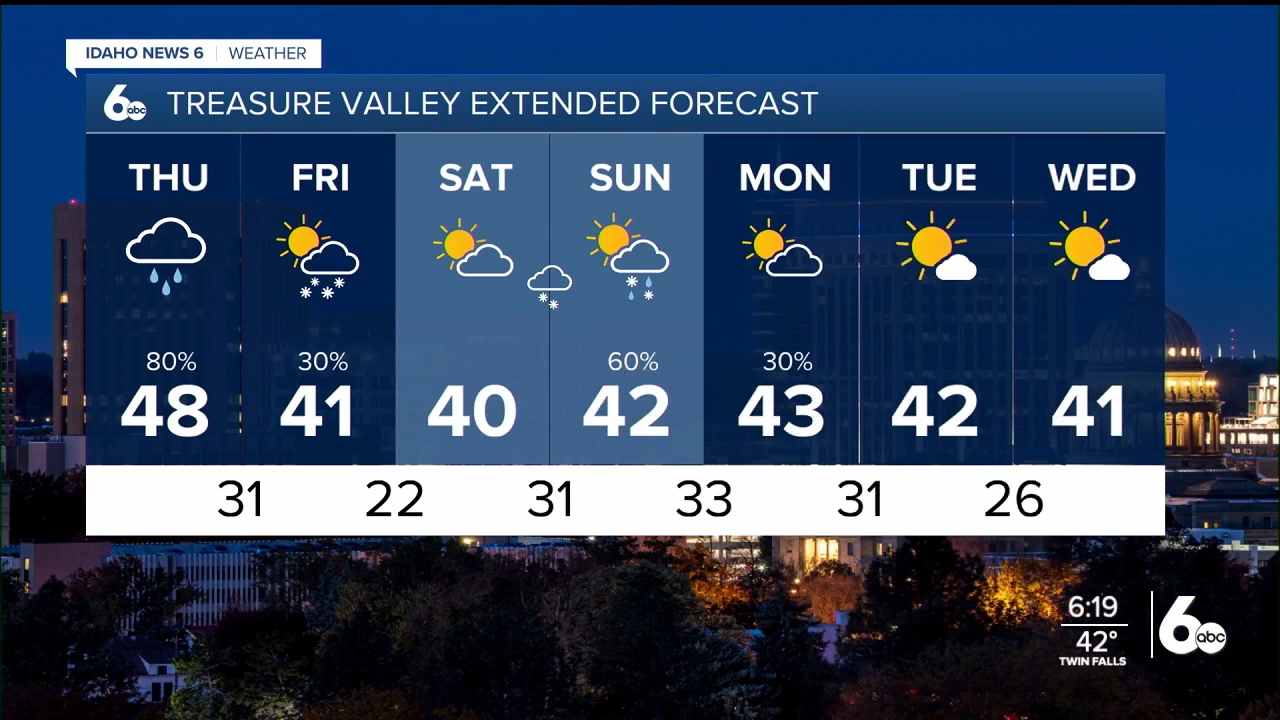 IDAHO NEWS 6 | WEATHER
6abc TREASURE VALLEY EXTENDED FORECAST
THU FRI SAT SUN MON TUE WED
80% 30% 60% 30%
48 41 40 42 43 42 41
31 22 31 33 31 26
6:19
42°
TWIN FALLS
6abc